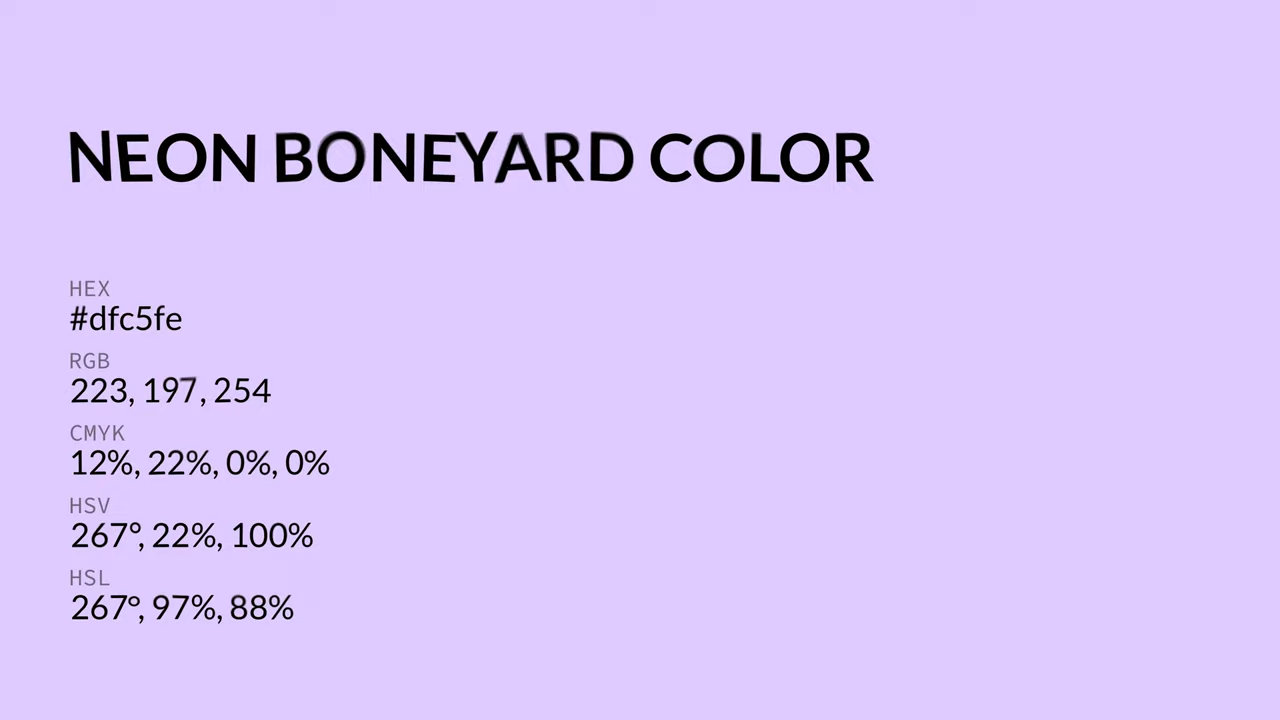 NEON BONEYARD COLOR
HEX
#dfc5fe
RGB
223, 197, 254
CMYK
12%, 22%, 0%, 0%
HSV
267°, 22%, 100%
HSL
267°, 97%, 88%